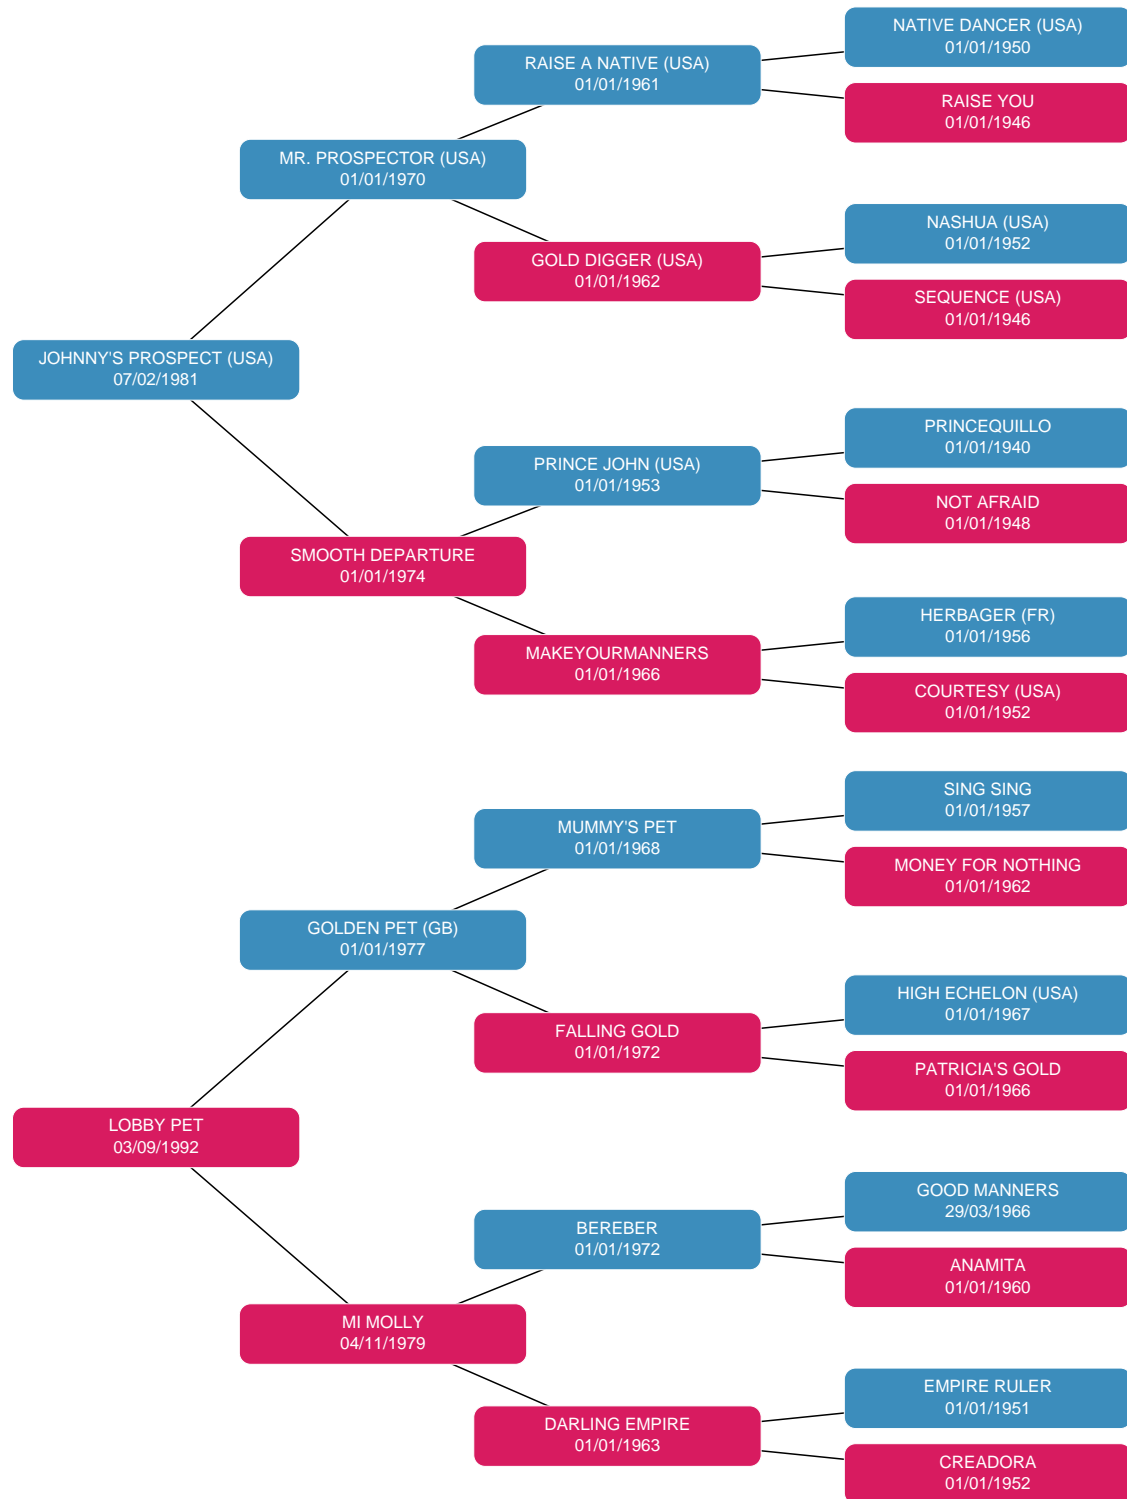 NATIVE DANCER (USA)
01/01/1950
RAISE A NATIVE (USA)
01/01/1961
RAISE YOU
01/01/1946
MR. PROSPECTOR (USA)
01/01/1970
NASHUA (USA)
01/01/1952
GOLD DIGGER (USA)
01/01/1962
SEQUENCE (USA)
01/01/1946
JOHNNY'S PROSPECT (USA)
07/02/1981
PRINCEQUILLO
01/01/1940
PRINCE JOHN (USA)
01/01/1953
NOT AFRAID
01/01/1948
SMOOTH DEPARTURE
01/01/1974
HERBAGER (FR)
01/01/1956
MAKEYOURMANNERS
01/01/1966
COURTESY (USA)
01/01/1952
SING SING
01/01/1957
MUMMY'S PET
01/01/1968
MONEY FOR NOTHING
01/01/1962
GOLDEN PET (GB)
01/01/1977
HIGH ECHELON (USA)
01/01/1967
FALLING GOLD
01/01/1972
PATRICIA'S GOLD
01/01/1966
LOBBY PET
03/09/1992
GOOD MANNERS
29/03/1966
BEREBER
01/01/1972
ANAMITA
01/01/1960
MI MOLLY
04/11/1979
EMPIRE RULER
01/01/1951
DARLING EMPIRE
01/01/1963
CREADORA
01/01/1952